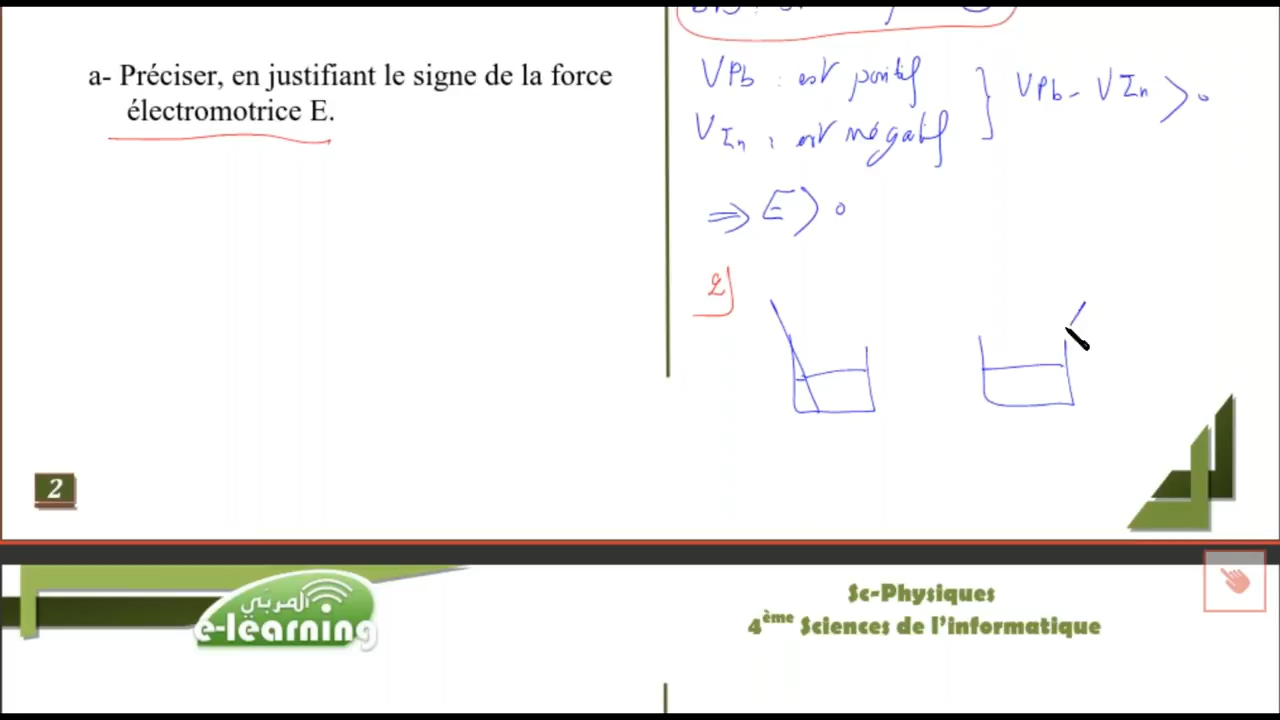 a- Préciser, en justifiant le signe de la force
électromotrice E.
VPb : est positif
VZn : est négatif
VPb - VZn > 0
⇒ E > 0
2)
2
المربي
e-learning
Sc-Physiques
4ème Sciences de l'informatique